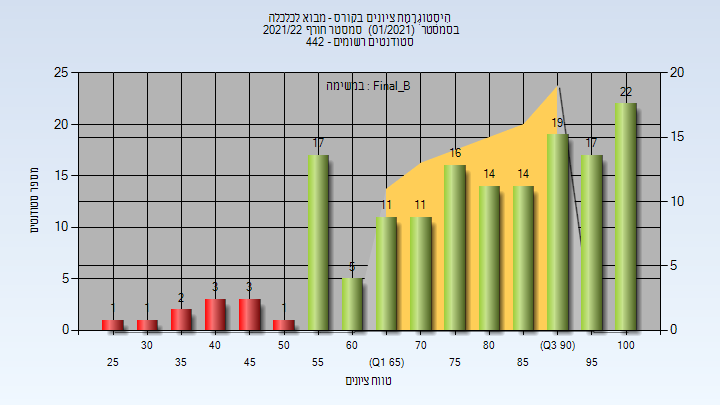 היסטוגרמת ציונים בקורס - מבוא לכלכלה
בסמסטר (01/2021) סמסטר חורף 2021/22
סטודנטים רשומים - 442
במשימה : Final_B
מספר סטודנטים
25 20 15 10 5 0
20 15 10 5 0
1 1 2 3 3 1 17 5 11 11 16 14 14 19 17 22
30 40 50 60 70 80 (Q3 90) 100
25 35 45 55 (Q1 65) 75 85 95
טווח ציונים